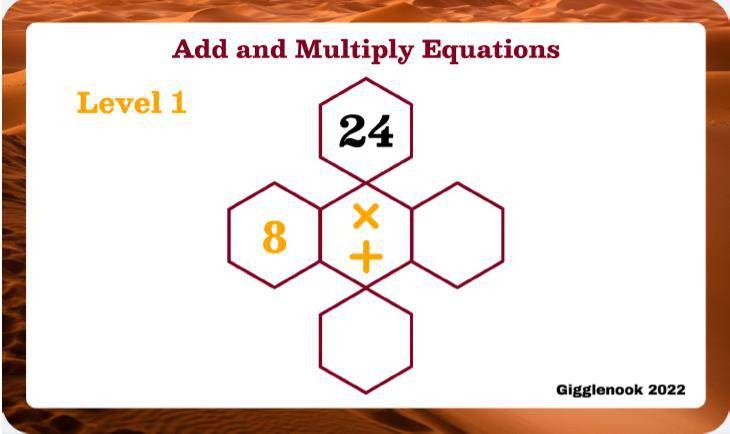 Add and Multiply Equations
Level 1
24
8
×
+
Gigglenook 2022